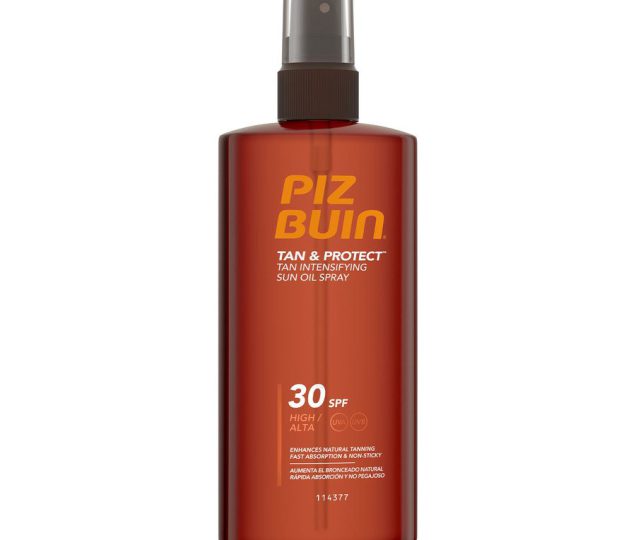 PIZ
BUIN®
TAN & PROTECT™
TAN INTENSIFYING
SUN OIL SPRAY
30 SPF
HIGH/
ALTA
UVA UVB
ENHANCES NATURAL TANNING
FAST ABSORPTION & NON-STICKY
AUMENTA EL BRONCEADO NATURAL
RÁPIDA ABSORCIÓN Y NO PEGAJOSO
114377